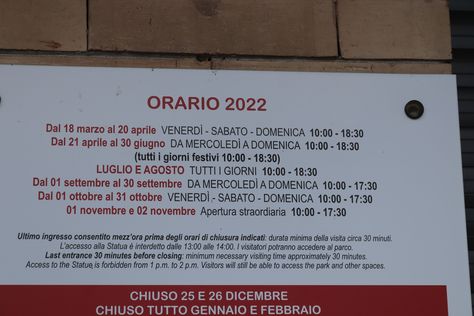 ORARIO 2022
Dal 18 marzo al 20 aprile VENERDÌ - SABATO - DOMENICA 10:00 - 18:30
Dal 21 aprile al 30 giugno DA MERCOLEDÌ A DOMENICA 10:00 - 18:30
(tutti i giorni festivi 10:00 - 18:30)
LUGLIO E AGOSTO TUTTI I GIORNI 10:00 - 18:30
Dal 01 settembre al 30 settembre DA MERCOLEDÌ A DOMENICA 10:00 - 17:30
Dal 01 ottobre al 31 ottobre VENERDÌ - SABATO - DOMENICA 10:00 - 17:30
01 novembre e 02 novembre Apertura straordiaria 10:00 - 17:30
Ultimo ingresso consentito mezz'ora prima degli orari di chiusura indicati: durata minima della visita circa 30 minuti.
L'accesso alla Statua è interdetto dalle 13:00 alle 14:00. I visitatori potranno accedere al parco.
Last entrance 30 minutes before closing: minimum necessary visiting time approximately 30 minutes.
Access to the Statue is forbidden from 1 p.m. to 2 p.m. Visitors will still be able to access the park and other spaces.
CHIUSO 25 E 26 DICEMBRE
CHIUSO TUTTO GENNAIO E FEBBRAIO